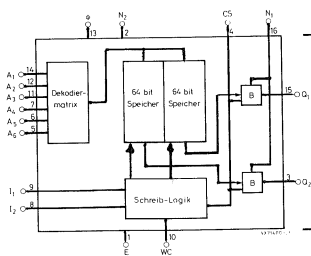 Φ N₂ CS N₁
13 2 4 16
A₁ 14
A₂ 12
A₃ 11
A₄ 7
A₅ 6
A₆ 5
Dekodier-
matrix
64 bit
Speicher
64 bit
Speicher
B
15 Q₁
B
3 Q₂
I₁ 9
I₂ 8
Schreib-Logik
1 10
E WC